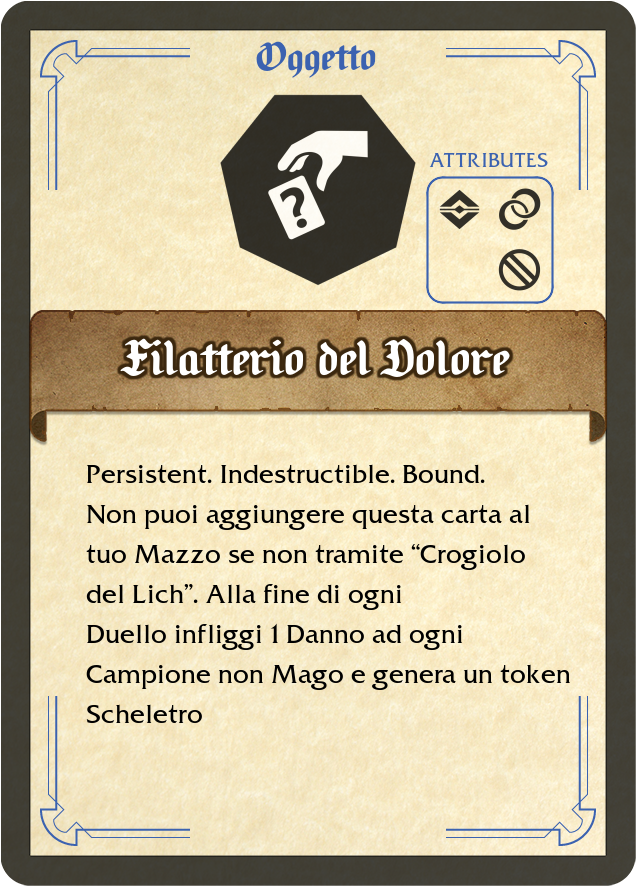 Oggetto
?
ATTRIBUTES
Filatterio del Dolore
Persistent. Indestructible. Bound.
Non puoi aggiungere questa carta al
tuo Mazzo se non tramite “Crogiolo
del Lich”. Alla fine di ogni
Duello infliggi 1 Danno ad ogni
Campione non Mago e genera un token
Scheletro